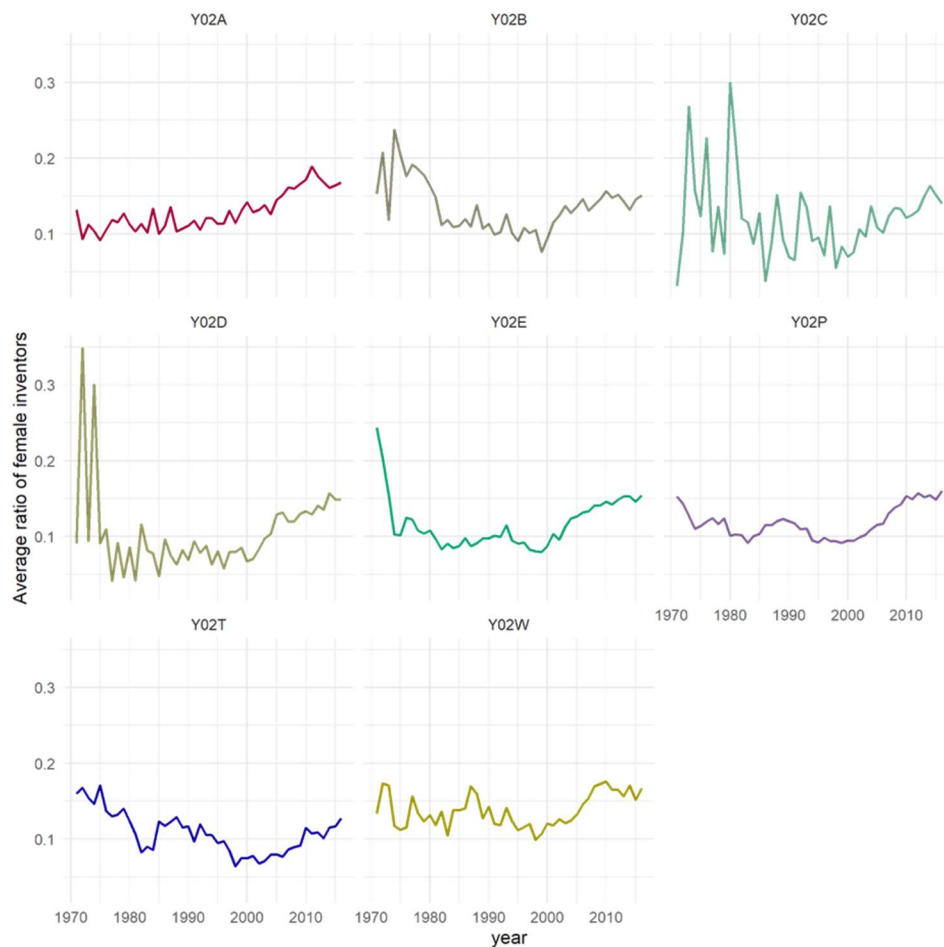 Y02A Y02B Y02C
0.3
0.2
0.1
Y02D Y02E Y02P
0.3
0.2
0.1
1970 1980 1990 2000 2010
Y02T Y02W
0.3
0.2
0.1
1970 1980 1990 2000 2010 1970 1980 1990 2000 2010
year
Average ratio of female inventors